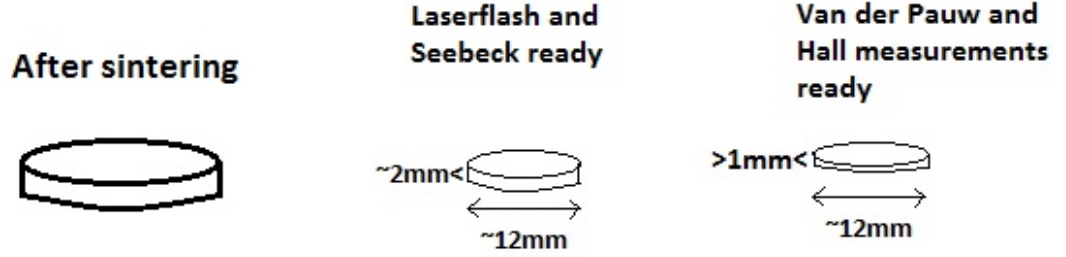 After sintering
Laserflash and
Seebeck ready
Van der Pauw and
Hall measurements
ready
~2mm<
~12mm
>1mm<
~12mm